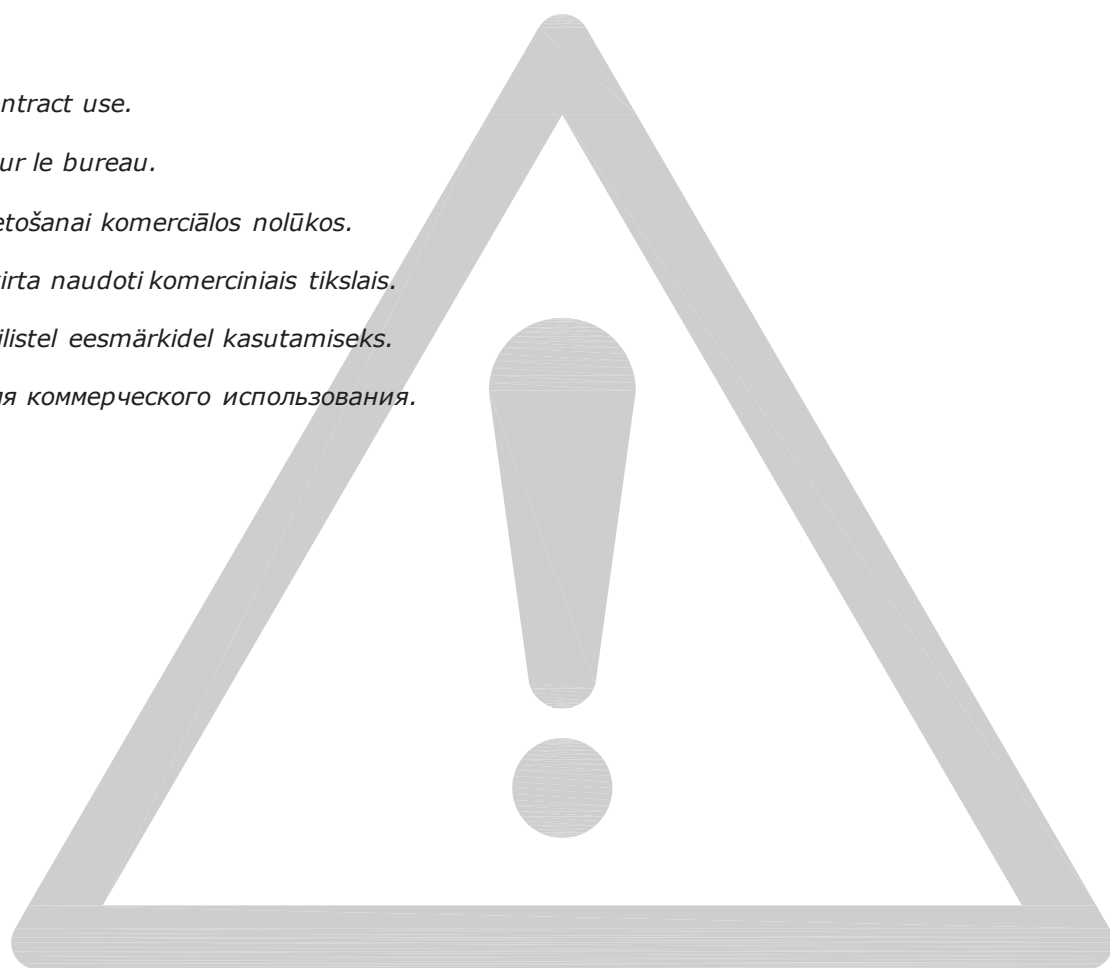 ntract use.
ur le bureau.
etošanai komerciālos nolūkos.
irta naudoti komerciniais tikslais.
ilistel eesmärkidel kasutamiseks.
ия коммерческого использования.